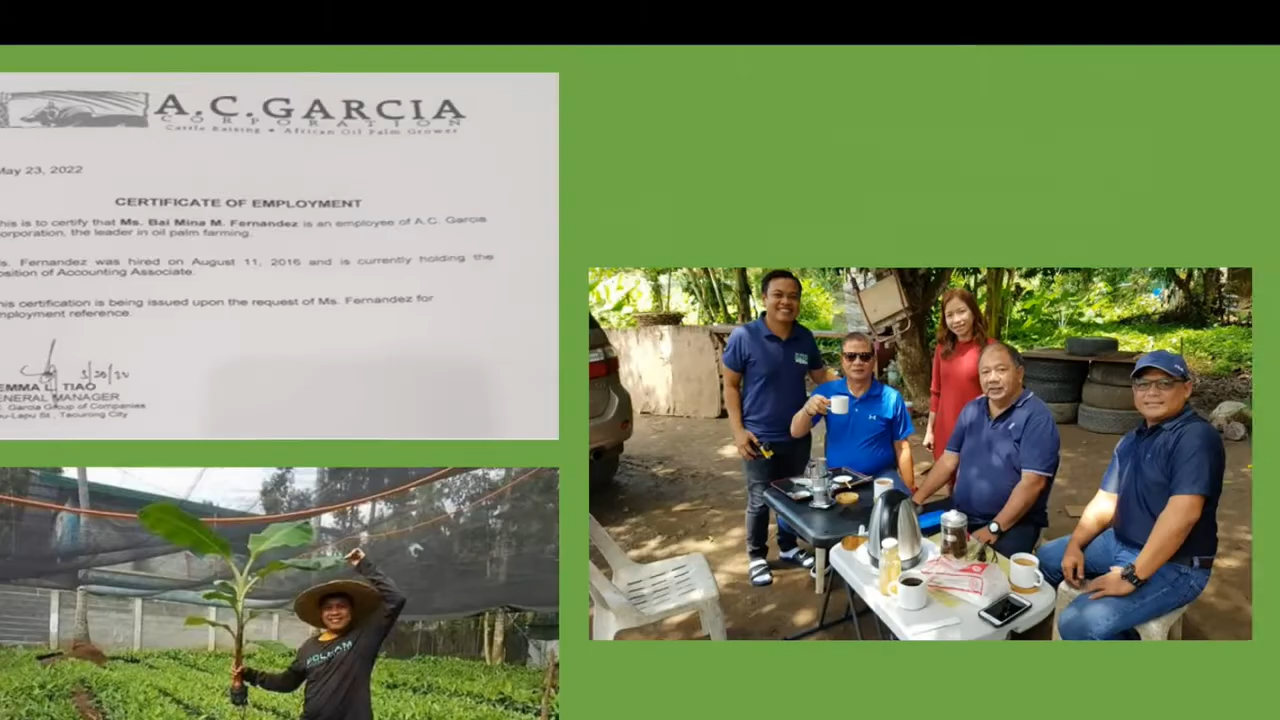 A.C.GARCIA
CORPORATION
Cattle Raising • African Oil Palm Grower
May 23, 2022
CERTIFICATE OF EMPLOYMENT
his is to certify that Ms. Bai Mina M. Fernandez is an employee of A.C. Garcia
orporation, the leader in oil palm farming.
s. Fernandez was hired on August 11, 2016 and is currently holding the
osition of Accounting Associate.
his certification is being issued upon the request of Ms. Fernandez for
mployment reference.
EMMA L. TIAO
ENERAL MANAGER
. Garcia Group of Companies
pu-Lapu St., Tacurong City